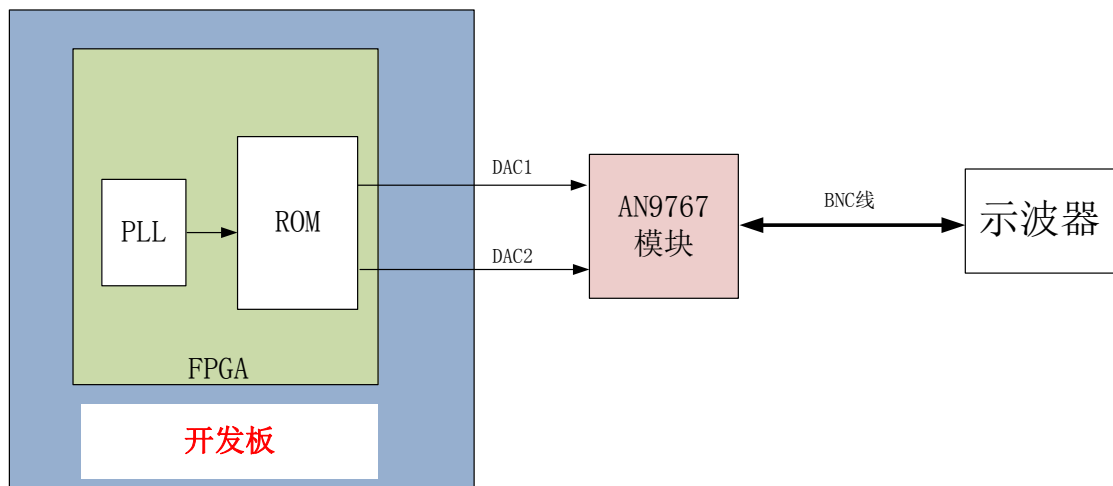 PLL
ROM
FPGA
开发板
DAC1
DAC2
AN9767
模块
BNC线
示波器